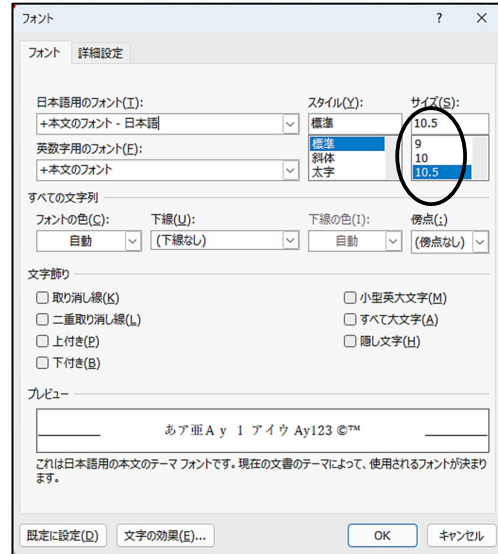 フォント ? ×
フォント 詳細設定
日本語用のフォント(T): スタイル(Y): サイズ(S):
+本文のフォント - 日本語 標準 10.5
英数字用のフォント(F): 標準 9
+本文のフォント 斜体 10
太字 10.5
すべての文字列
フォントの色(C): 下線(U): 下線の色(I): 傍点(:)
自動 (下線なし) 自動 (傍点なし)
文字飾り
取り消し線(K) 小型英大文字(M)
二重取り消し線(L) すべて大文字(A)
上付き(P) 隠し文字(H)
下付き(B)
プレビュー
あア亜Ay 1 アイウ Ay123 ©™
これは日本語用の本文のテーマ フォントです。現在の文書のテーマによって、使用されるフォントが決まり
ます。
既定に設定(D) 文字の効果(E)... OK キャンセル